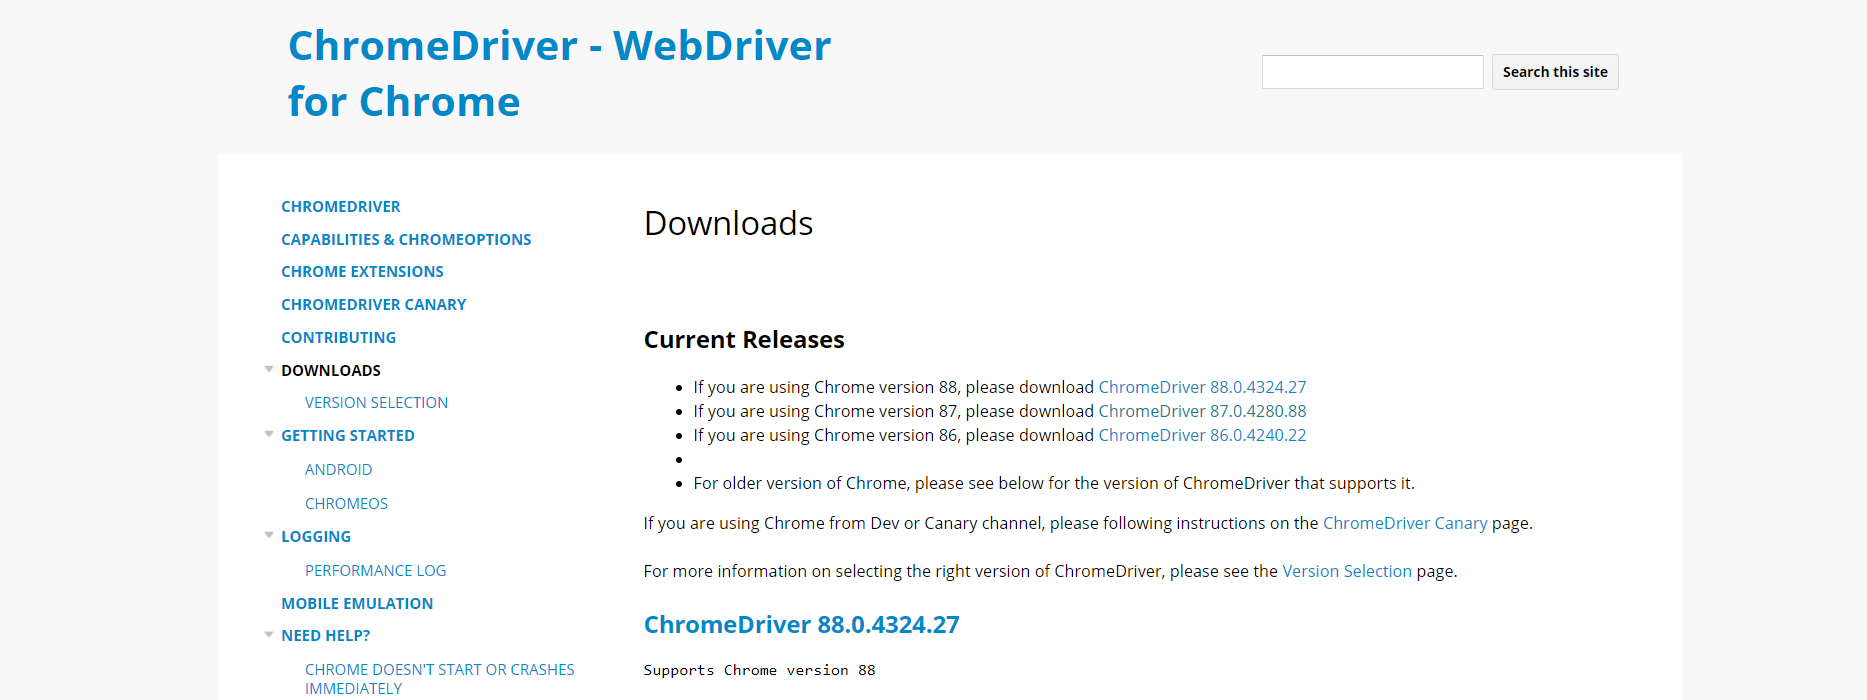 ChromeDriver - WebDriver
for Chrome
Search this site
CHROMEDRIVER
CAPABILITIES & CHROMEOPTIONS
CHROME EXTENSIONS
CHROMEDRIVER CANARY
CONTRIBUTING
DOWNLOADS
VERSION SELECTION
GETTING STARTED
ANDROID
CHROMEOS
LOGGING
PERFORMANCE LOG
MOBILE EMULATION
NEED HELP?
CHROME DOESN'T START OR CRASHES
IMMEDIATELY
Downloads
Current Releases
If you are using Chrome version 88, please download ChromeDriver 88.0.4324.27
If you are using Chrome version 87, please download ChromeDriver 87.0.4280.88
If you are using Chrome version 86, please download ChromeDriver 86.0.4240.22
For older version of Chrome, please see below for the version of ChromeDriver that supports it.
If you are using Chrome from Dev or Canary channel, please following instructions on the ChromeDriver Canary page.
For more information on selecting the right version of ChromeDriver, please see the Version Selection page.
ChromeDriver 88.0.4324.27
Supports Chrome version 88